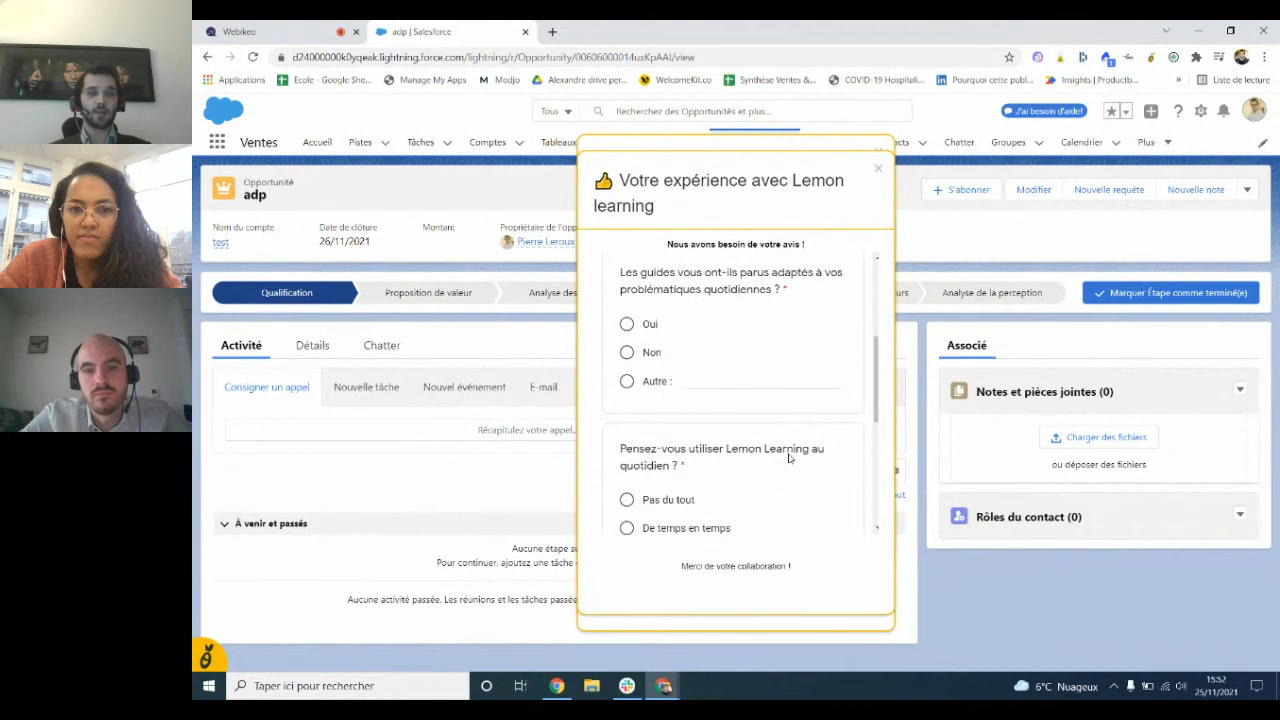 Webikeo
adp | Salesforce
d24000000k0yqeak.lightning.force.com/lightning/r/Opportunity/00606000014uxKpAAI/view
Applications
Ecole - Google She...
Manage My Apps
Modjo
Alexandre drive per...
WelcomeKit.co
Synthèse Ventes &...
COVID-19 Hospitali...
Pourquoi cette publ...
Insights | Productb...
»
Liste de lecture
Tous
Recherchez des Opportunités et plus...
J'ai besoin d'aide!
Ventes
Accueil
Pistes
Tâches
Comptes
Tableaux
acts
Chatter
Groupes
Calendrier
Plus
Opportunité
adp
+ S'abonner
Modifier
Nouvelle requête
Nouvelle note
Nom du compte
test
Date de clôture
26/11/2021
Montant
Propriétaire de l'opp
Pierre Leroux
Qualification
Proposition de valeur
Analyse des
urs
Analyse de la perception
Marquer Étape comme terminé(e)
Activité
Détails
Chatter
Consigner un appel
Nouvelle tâche
Nouvel événement
E-mail
Récapitulez votre appel...
out
À venir et passés
Aucune étape su
Pour continuer, ajoutez une tâche
Aucune activité passée. Les réunions et les tâches passées
👍 Votre expérience avec Lemon
learning
Nous avons besoin de votre avis !
Les guides vous ont-ils parus adaptés à vos
problématiques quotidiennes ? *
Oui
Non
Autre :
Pensez-vous utiliser Lemon Learning au
quotidien ? *
Pas du tout
De temps en temps
Merci de votre collaboration !
Associé
Notes et pièces jointes (0)
Charger des fichiers
ou déposer des fichiers
Rôles du contact (0)
Taper ici pour rechercher
6°C Nuageux
15:52
25/11/2021